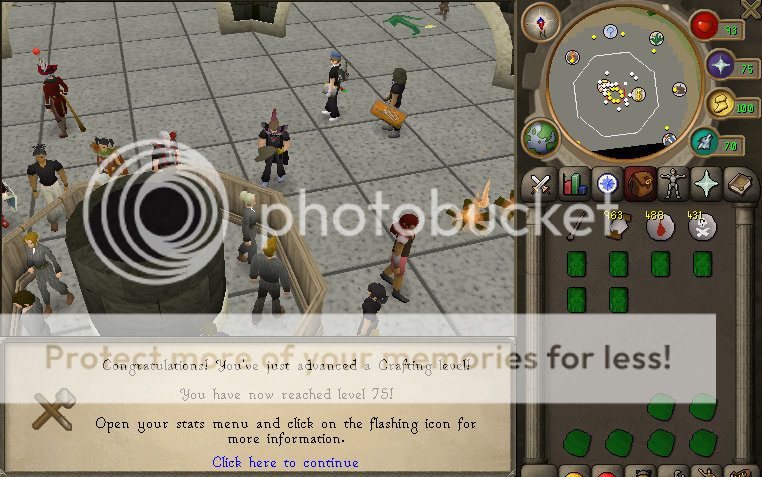 N
93
75
100
70
963
488
431
photobucket
Protect more of your memories for less!
Congratulations! You've just advanced a Crafting level!
You have now reached level 75!
Open your stats menu and click on the flashing icon for
more information.
Click here to continue